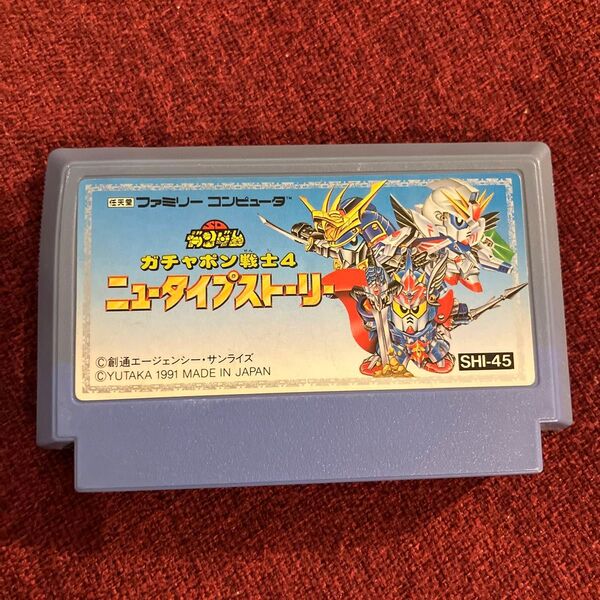 任天堂 ファミリー コンピュータ™
SD
ガンダム
ガチャポン戦士4
ニュータイプストーリー
©創通エージェンシー・サンライズ
©YUTAKA 1991 MADE IN JAPAN
SHI-45